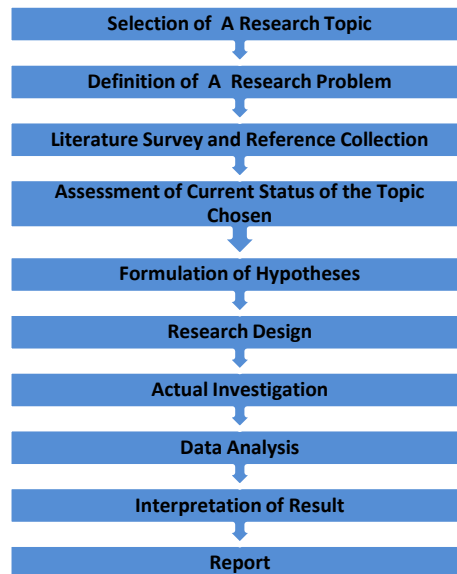 Selection of A Research Topic
Definition of A Research Problem
Literature Survey and Reference Collection
Assessment of Current Status of the Topic
Chosen
Formulation of Hypotheses
Research Design
Actual Investigation
Data Analysis
Interpretation of Result
Report